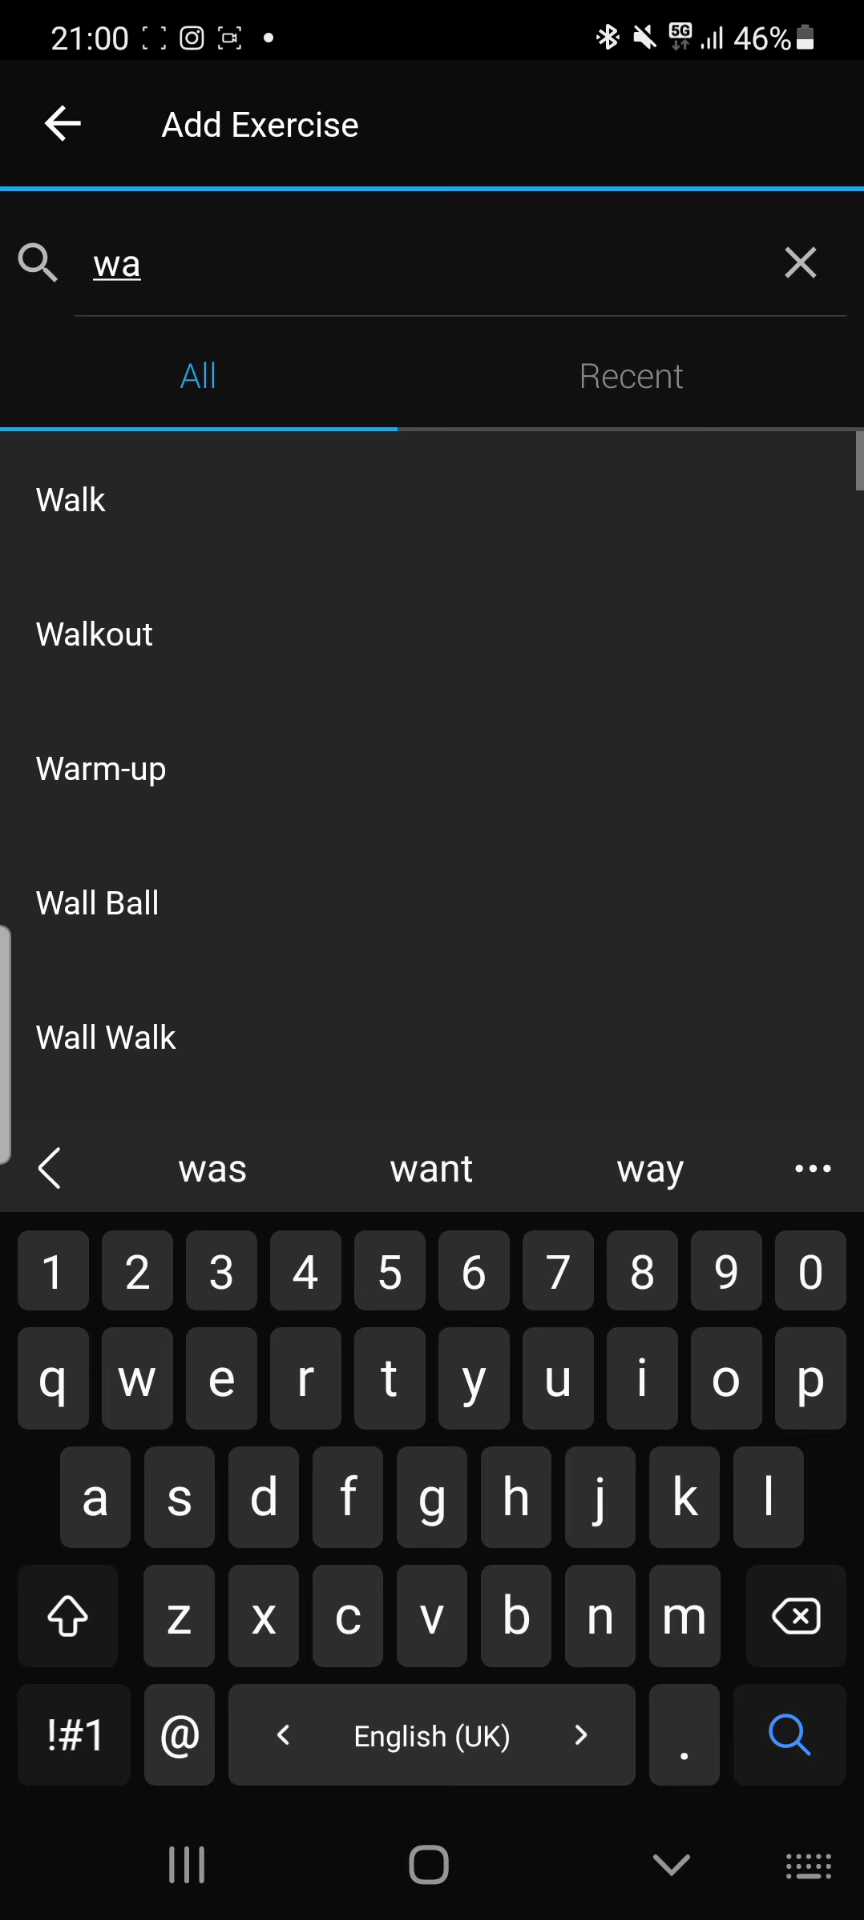 21:00 5G 46%
Add Exercise
wa
All Recent
Walk
Walkout
Warm-up
Wall Ball
Wall Walk
was want way
1 2 3 4 5 6 7 8 9 0
q w e r t y u i o p
a s d f g h j k l
z x c v b n m
!#1 @ English (UK) .